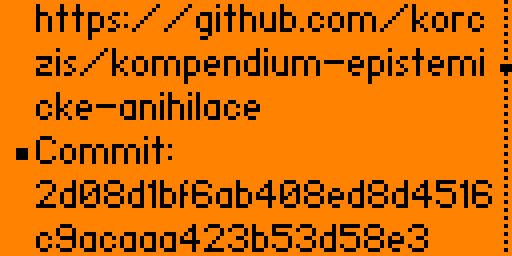 https://github.com/korc
zis/kompendium-epistemi
cke-anihilace
▪Commit:
2d08d1bf6ab408ed8d4516
c9acaaa423b53d58e3